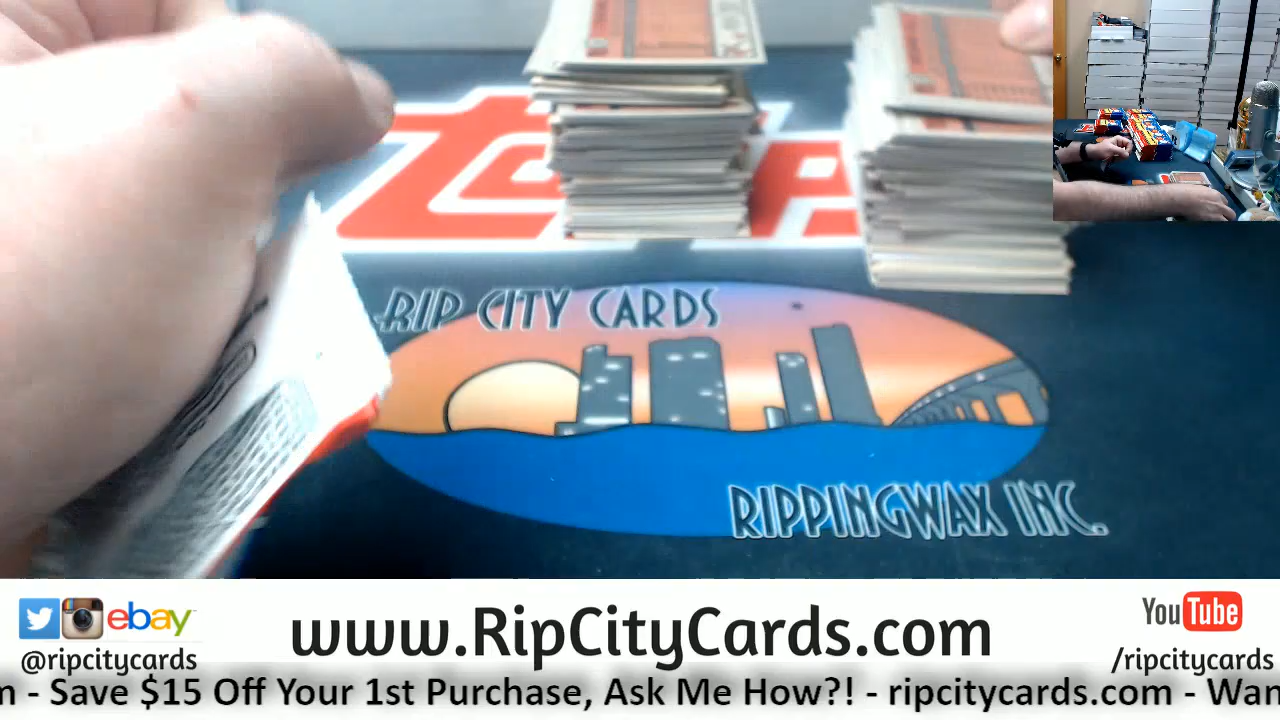 RIP CITY CARDS
RIPPINGWAX INC.
ebay
@ripcitycards
www.RipCityCards.com
YouTube
/ripcitycards
- Save $15 Off Your 1st Purchase, Ask Me How?! - ripcitycards.com -